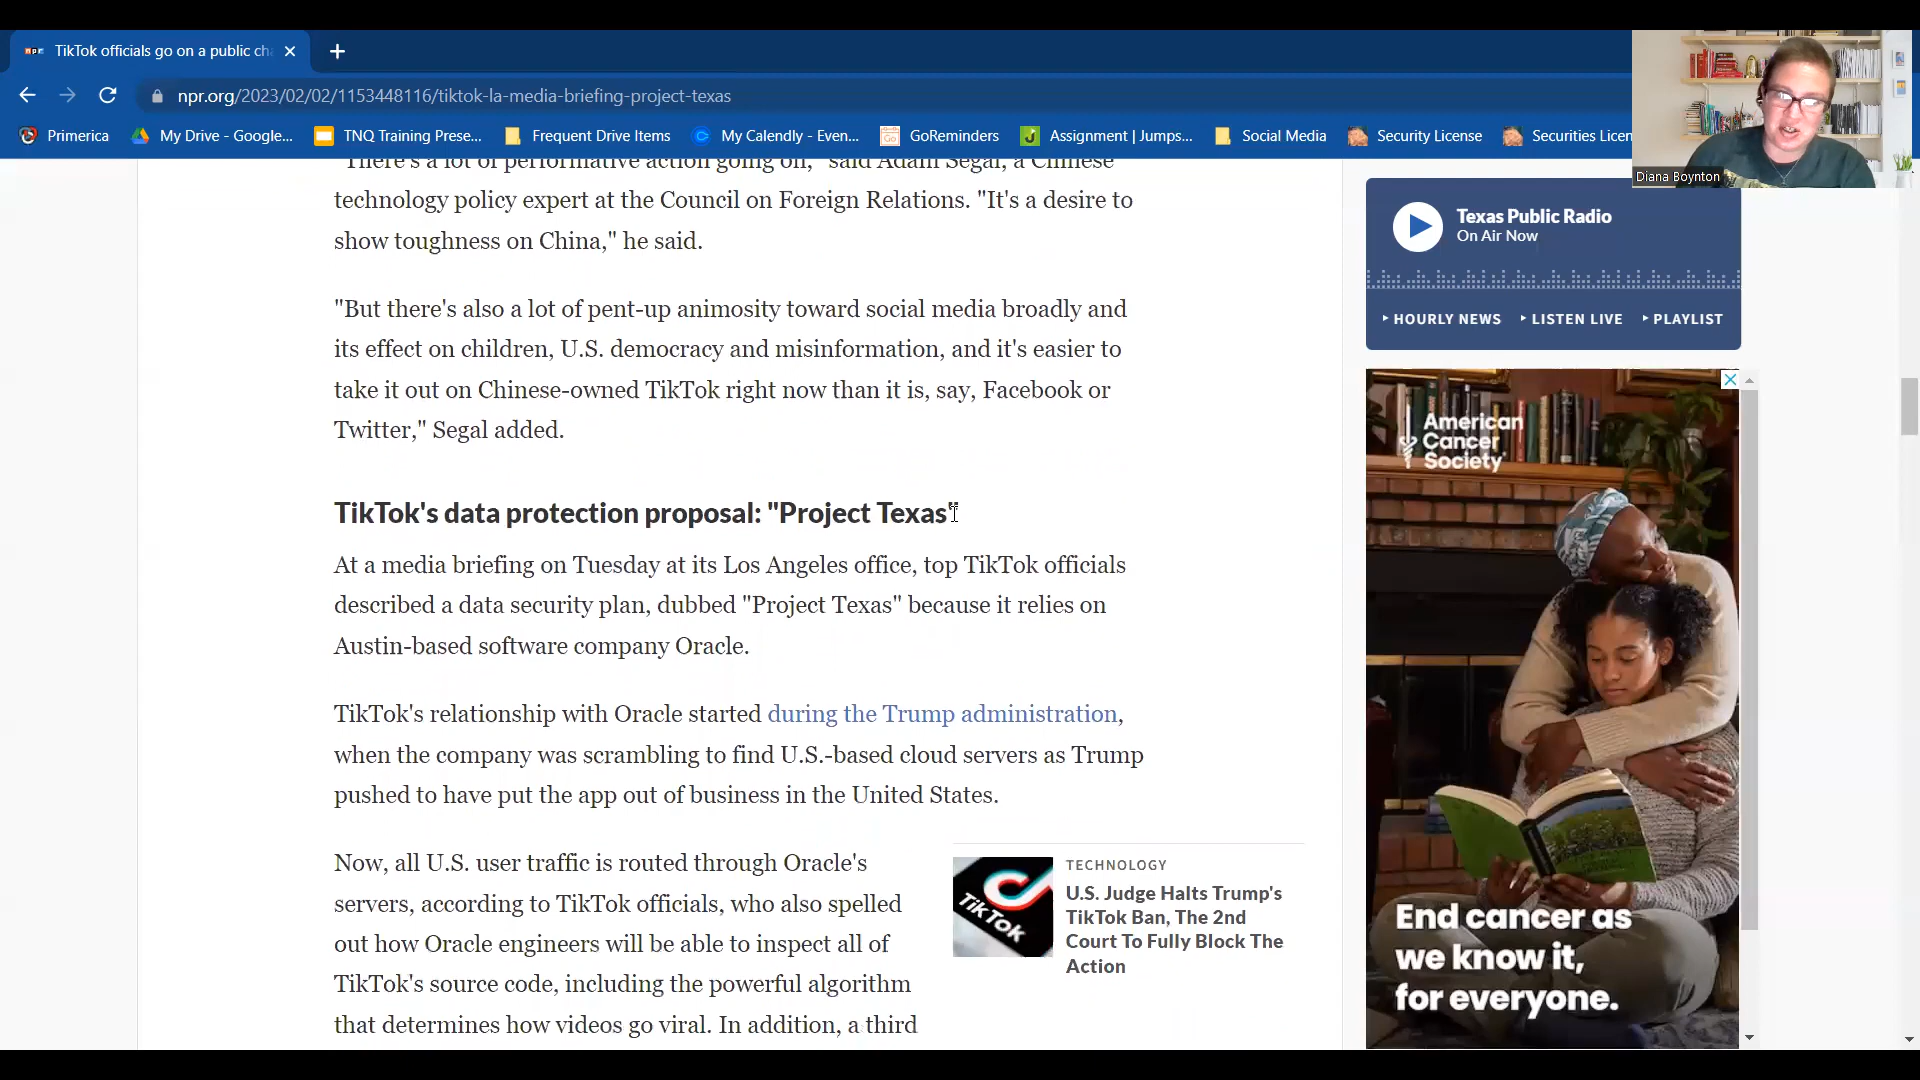 npr TikTok officials go on a public cha
npr.org/2023/02/02/1153448116/tiktok-la-media-briefing-project-texas
Primerica My Drive - Google... TNQ Training Prese... Frequent Drive Items My Calendly - Even... GoReminders Assignment | Jumps... Social Media Security License Securities Licen
Diana Boynton
"There's a lot of performative action going on," said Adam Segal, a Chinese
technology policy expert at the Council on Foreign Relations. "It's a desire to
show toughness on China," he said.
"But there's also a lot of pent-up animosity toward social media broadly and
its effect on children, U.S. democracy and misinformation, and it's easier to
take it out on Chinese-owned TikTok right now than it is, say, Facebook or
Twitter," Segal added.
TikTok's data protection proposal: "Project Texas"
At a media briefing on Tuesday at its Los Angeles office, top TikTok officials
described a data security plan, dubbed "Project Texas" because it relies on
Austin-based software company Oracle.
TikTok's relationship with Oracle started during the Trump administration,
when the company was scrambling to find U.S.-based cloud servers as Trump
pushed to have put the app out of business in the United States.
Now, all U.S. user traffic is routed through Oracle's
servers, according to TikTok officials, who also spelled
out how Oracle engineers will be able to inspect all of
TikTok's source code, including the powerful algorithm
that determines how videos go viral. In addition, a third
TikTok
TECHNOLOGY
U.S. Judge Halts Trump's
TikTok Ban, The 2nd
Court To Fully Block The
Action
Texas Public Radio
On Air Now
HOURLY NEWS LISTEN LIVE PLAYLIST
American
Cancer
Society
End cancer as
we know it,
for everyone.